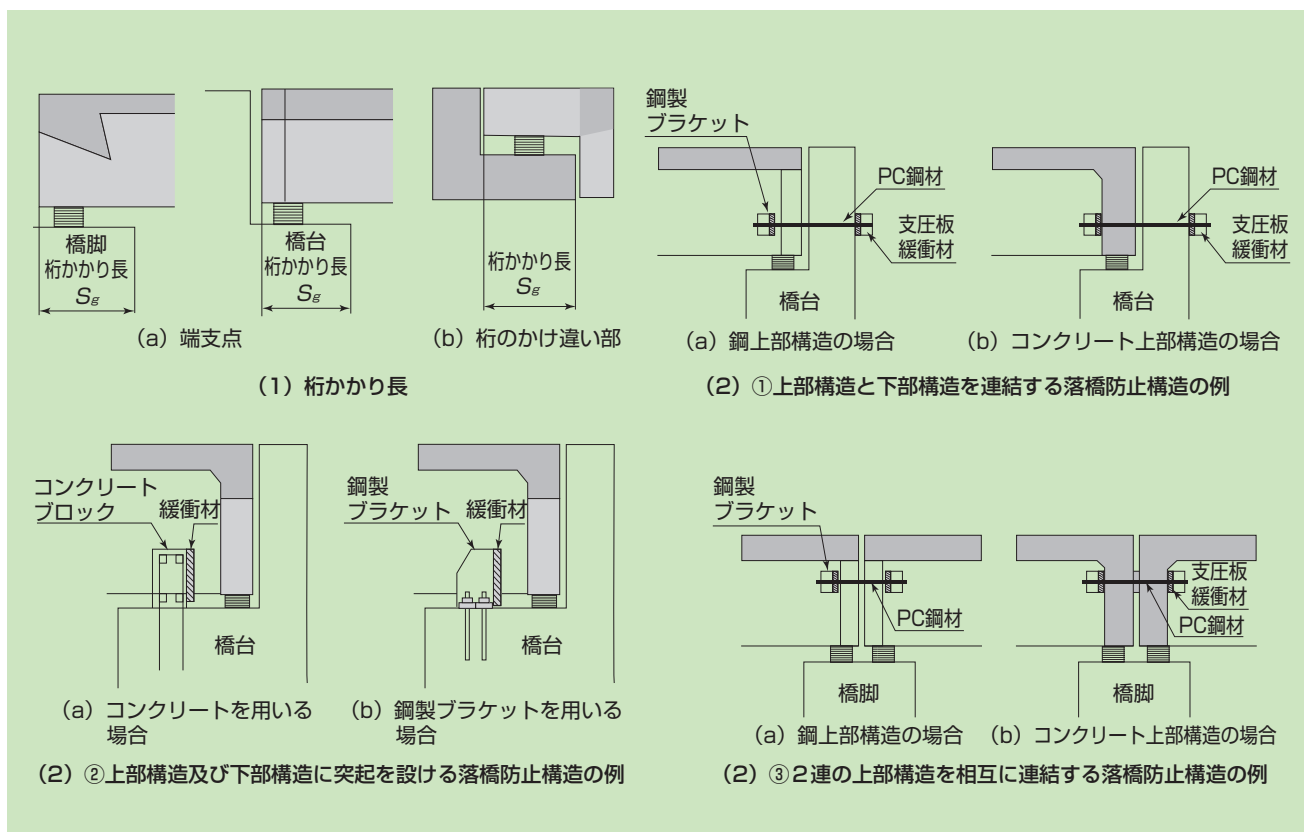 橋脚
桁かかり長
Sg
橋台
桁かかり長
Sg
(a) 端支点
桁かかり長
Sg
(b) 桁のかけ違い部
(1) 桁かかり長
鋼製
ブラケット
PC鋼材
支圧板
緩衝材
橋台
(a) 鋼上部構造の場合
PC鋼材
支圧板
緩衝材
橋台
(b) コンクリート上部構造の場合
(2) ①上部構造と下部構造を連結する落橋防止構造の例
コンクリート
ブロック
緩衝材
橋台
(a) コンクリートを用いる
場合
鋼製
ブラケット
緩衝材
橋台
(b) 鋼製ブラケットを用いる
場合
(2) ②上部構造及び下部構造に突起を設ける落橋防止構造の例
鋼製
ブラケット
PC鋼材
橋脚
(a) 鋼上部構造の場合
支圧板
緩衝材
PC鋼材
橋脚
(b) コンクリート上部構造の場合
(2) ③2連の上部構造を相互に連結する落橋防止構造の例